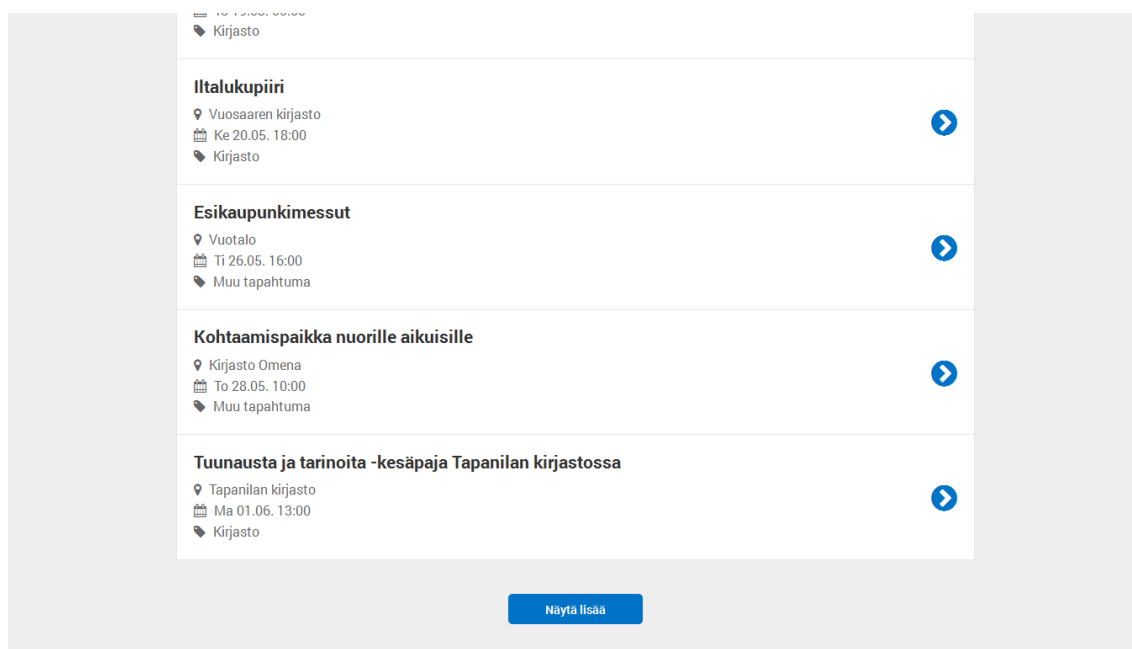 Kirjasto
Iltalukupiiri
Vuosaaren kirjasto
Ke 20.05. 18:00
Kirjasto
Esikaupunkimessut
Vuotalo
Ti 26.05. 16:00
Muu tapahtuma
Kohtaamispaikka nuorille aikuisille
Kirjasto Omena
To 28.05. 10:00
Muu tapahtuma
Tuunausta ja tarinoita -kesäpaja Tapanilan kirjastossa
Tapanilan kirjasto
Ma 01.06. 13:00
Kirjasto
Näytä lisää